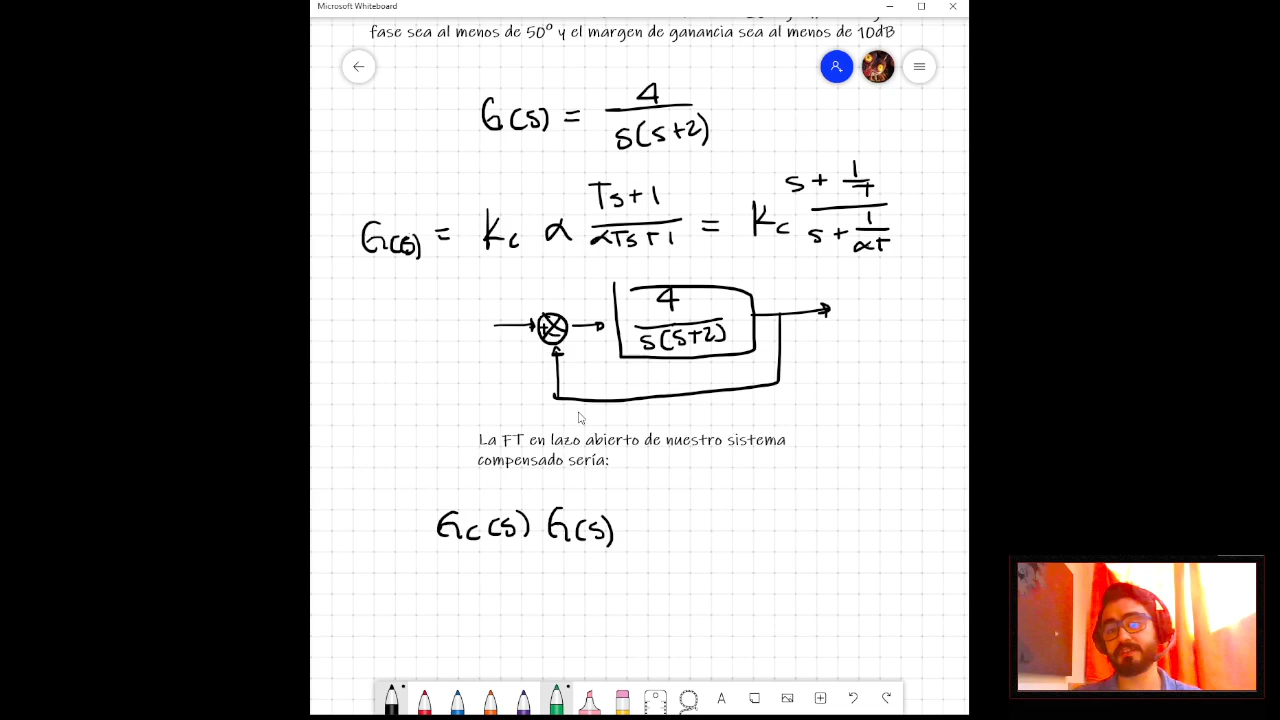 Microsoft Whiteboard
fase sea al menos de 50° y el margen de ganancia sea al menos de 10dB
G(s) = 4 / s(s+2)
G(s) = Kc α Ts+1 / αTs+1 = Kc s + 1/T / s + 1/αT
+ -
4 / s(s+2)
La FT en lazo abierto de nuestro sistema
compensado sería:
Gc(s) G(s)
A